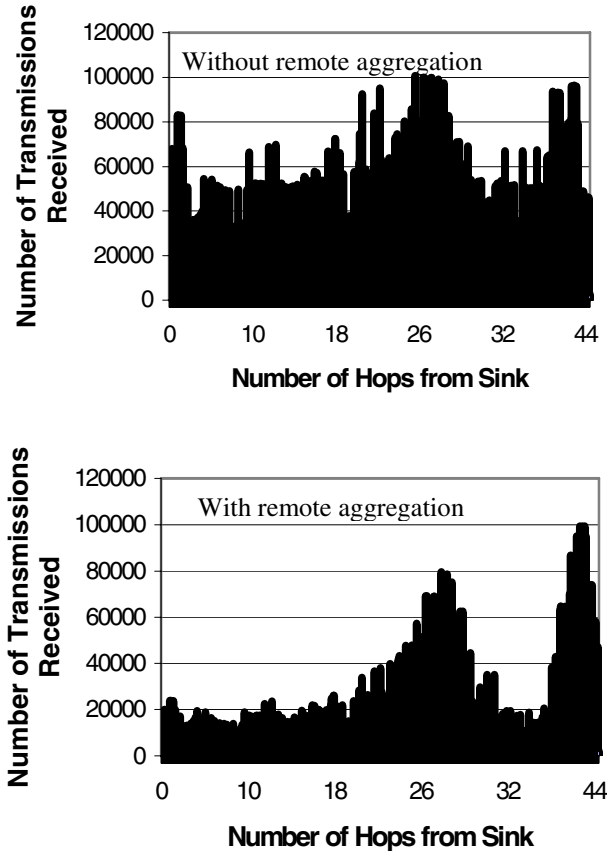 120000
Without remote aggregation
100000
80000
60000
40000
20000
0
Number of Transmissions
Received
0 10 18 26 32 44
Number of Hops from Sink
120000
With remote aggregation
100000
80000
60000
40000
20000
0
Number of Transmissions
Received
0 10 18 26 32 44
Number of Hops from Sink